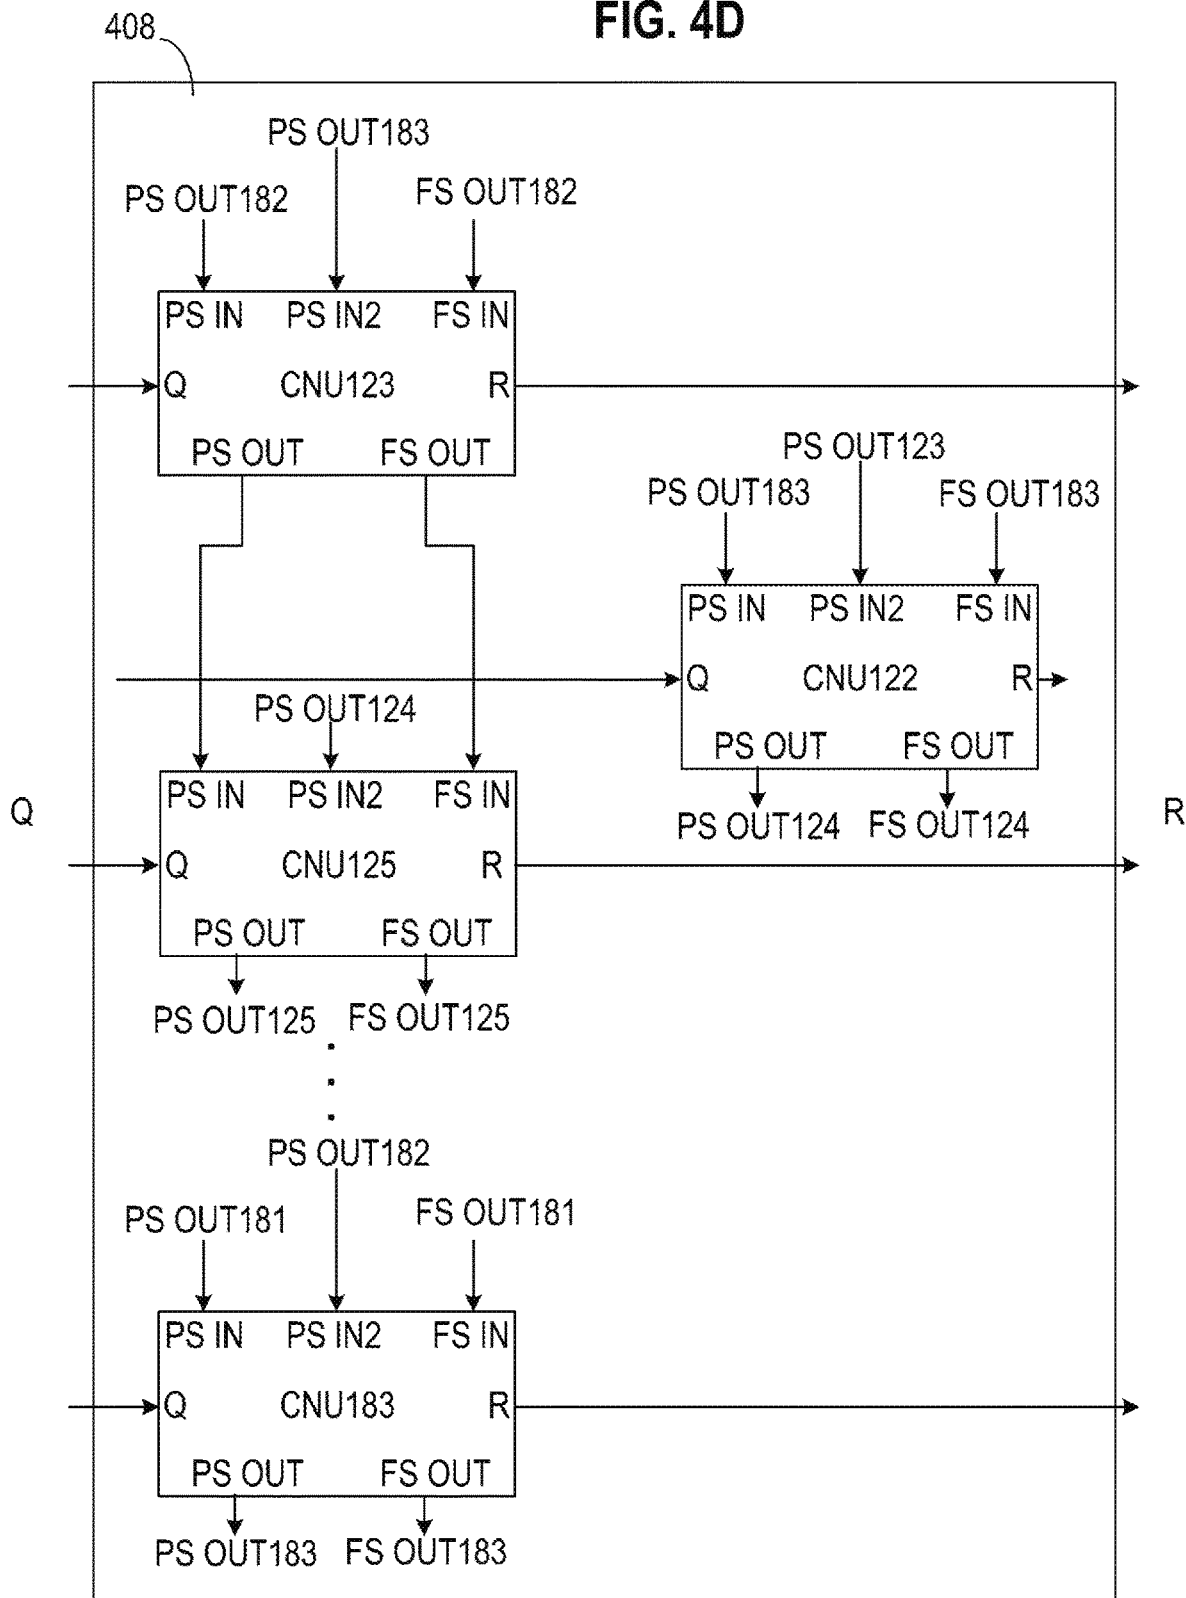 FIG. 4D
408
PS OUT183
PS OUT182
FS OUT182
PS IN PS IN2 FS IN
Q CNU123 R
PS OUT FS OUT
PS OUT123
PS OUT183
FS OUT183
PS IN PS IN2 FS IN
Q CNU122 R
PS OUT FS OUT
PS OUT124 FS OUT124
PS OUT124
PS IN PS IN2 FS IN
Q CNU125 R
PS OUT FS OUT
PS OUT125 FS OUT125
Q
R
PS OUT182
PS OUT181
FS OUT181
PS IN PS IN2 FS IN
Q CNU183 R
PS OUT FS OUT
PS OUT183 FS OUT183